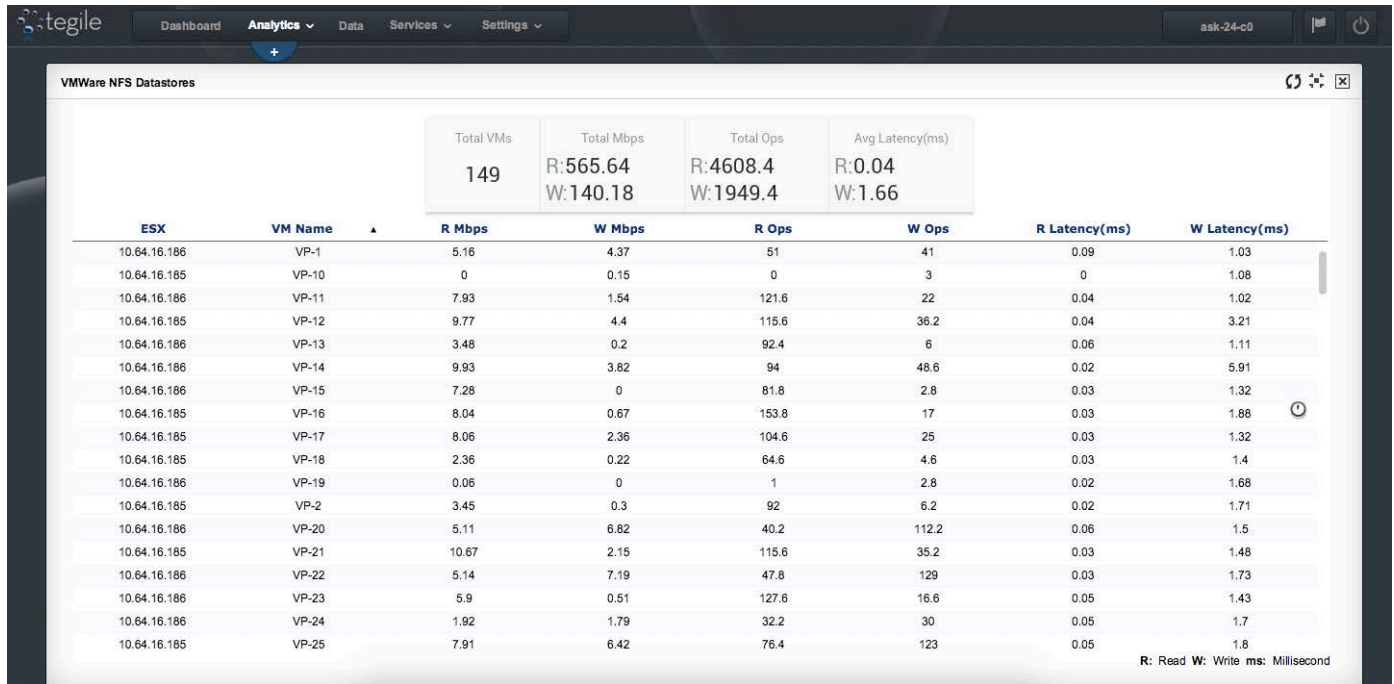 tegile Dashboard Analytics Data Services Settings ask-24-c0
+
VMWare NFS Datastores
Total VMs Total Mbps Total Ops Avg Latency(ms)
149 R:565.64 R:4608.4 R:0.04
W:140.18 W:1949.4 W:1.66
ESX VM Name ▲ R Mbps W Mbps R Ops W Ops R Latency(ms) W Latency(ms)
10.64.16.186 VP-1 5.16 4.37 51 41 0.09 1.03
10.64.16.185 VP-10 0 0.15 0 3 0 1.08
10.64.16.186 VP-11 7.93 1.54 121.6 22 0.04 1.02
10.64.16.185 VP-12 9.77 4.4 115.6 36.2 0.04 3.21
10.64.16.186 VP-13 3.48 0.2 92.4 6 0.06 1.11
10.64.16.186 VP-14 9.93 3.82 94 48.6 0.02 5.91
10.64.16.186 VP-15 7.28 0 81.8 2.8 0.03 1.32
10.64.16.185 VP-16 8.04 0.67 153.8 17 0.03 1.88
10.64.16.185 VP-17 8.06 2.36 104.6 25 0.03 1.32
10.64.16.185 VP-18 2.36 0.22 64.6 4.6 0.03 1.4
10.64.16.186 VP-19 0.06 0 1 2.8 0.02 1.68
10.64.16.185 VP-2 3.45 0.3 92 6.2 0.02 1.71
10.64.16.186 VP-20 5.11 6.82 40.2 112.2 0.06 1.5
10.64.16.185 VP-21 10.67 2.15 115.6 35.2 0.03 1.48
10.64.16.186 VP-22 5.14 7.19 47.8 129 0.03 1.73
10.64.16.186 VP-23 5.9 0.51 127.6 16.6 0.05 1.43
10.64.16.186 VP-24 1.92 1.79 32.2 30 0.05 1.7
10.64.16.185 VP-25 7.91 6.42 76.4 123 0.05 1.8
R: Read W: Write ms: Millisecond